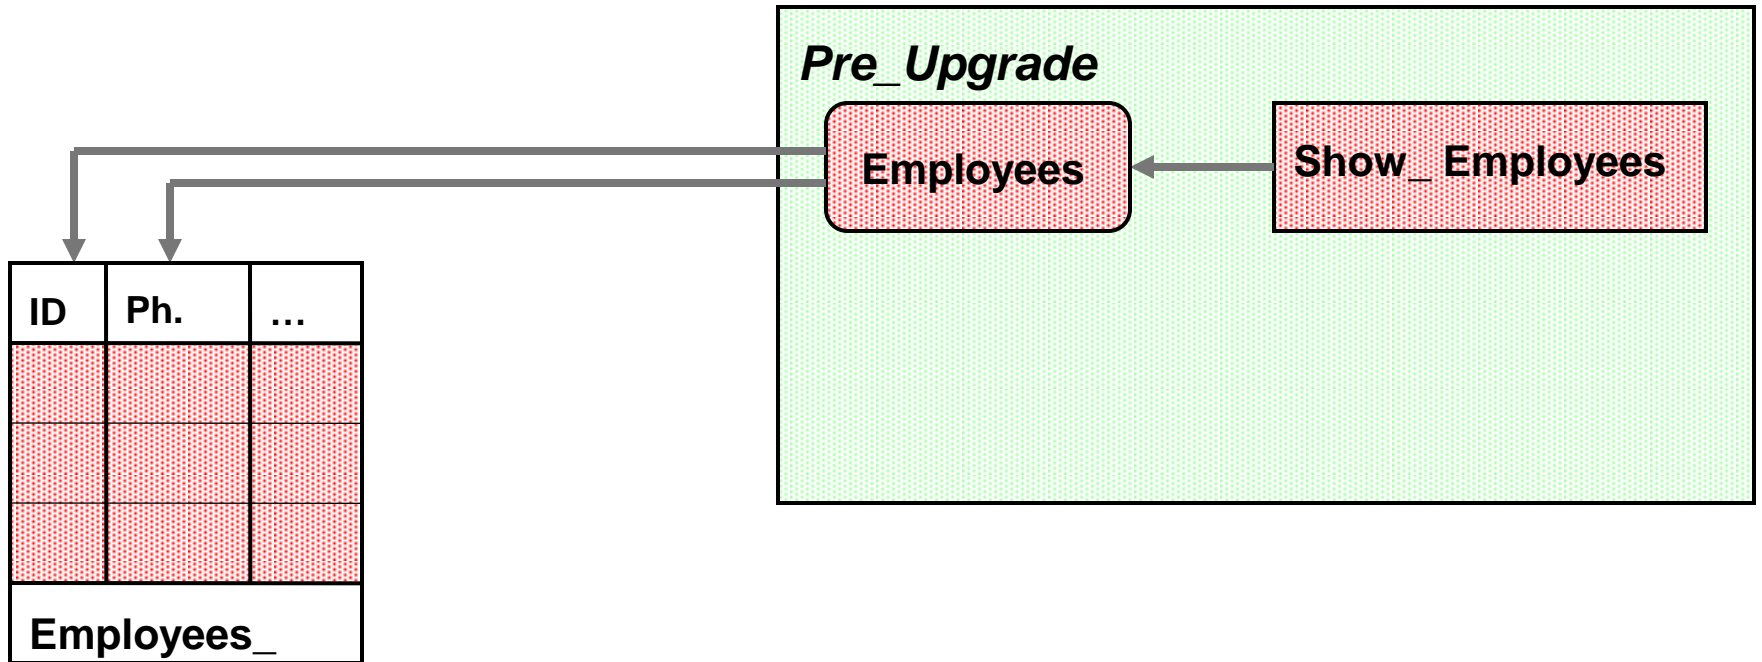 Pre_Upgrade
Employees
Show_ Employees
ID
Ph.
…
Employees_